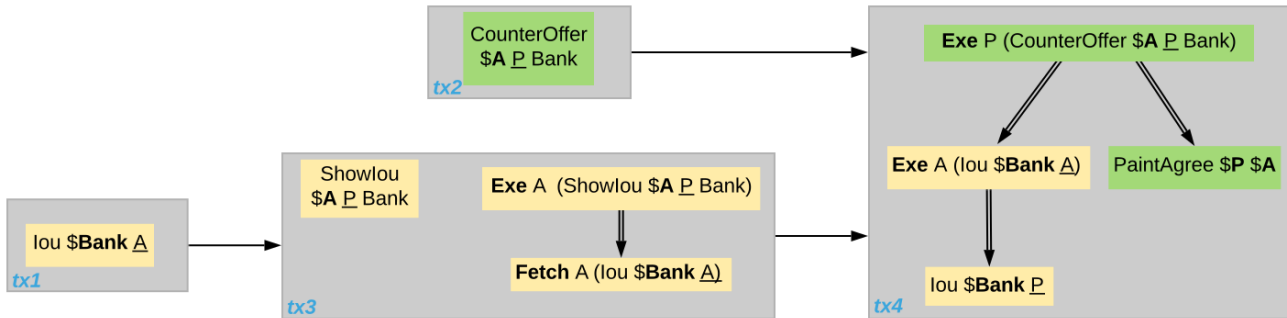 CounterOffer
$A P Bank
tx2
Exe P (CounterOffer $A P Bank)
Exe A (Iou $Bank A)
PaintAgree $P $A
Iou $Bank P
tx4
ShowIou
$A P Bank
Exe A (ShowIou $A P Bank)
Fetch A (Iou $Bank A)
tx3
Iou $Bank A
tx1